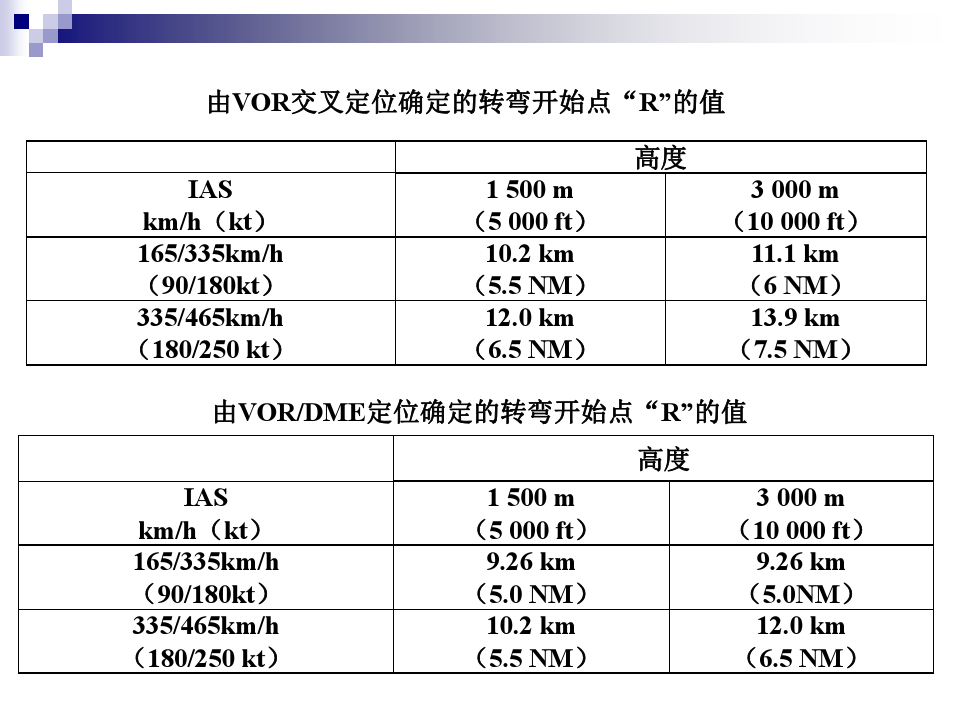 由VOR交叉定位确定的转弯开始点“R”的值
高度
IAS 1 500 m 3 000 m
km/h（kt） （5 000 ft） （10 000 ft）
165/335km/h 10.2 km 11.1 km
（90/180kt） （5.5 NM） （6 NM）
335/465km/h 12.0 km 13.9 km
（180/250 kt） （6.5 NM） （7.5 NM）
由VOR/DME定位确定的转弯开始点“R”的值
高度
IAS 1 500 m 3 000 m
km/h（kt） （5 000 ft） （10 000 ft）
165/335km/h 9.26 km 9.26 km
（90/180kt） （5.0 NM） （5.0NM）
335/465km/h 10.2 km 12.0 km
（180/250 kt） （5.5 NM） （6.5 NM）